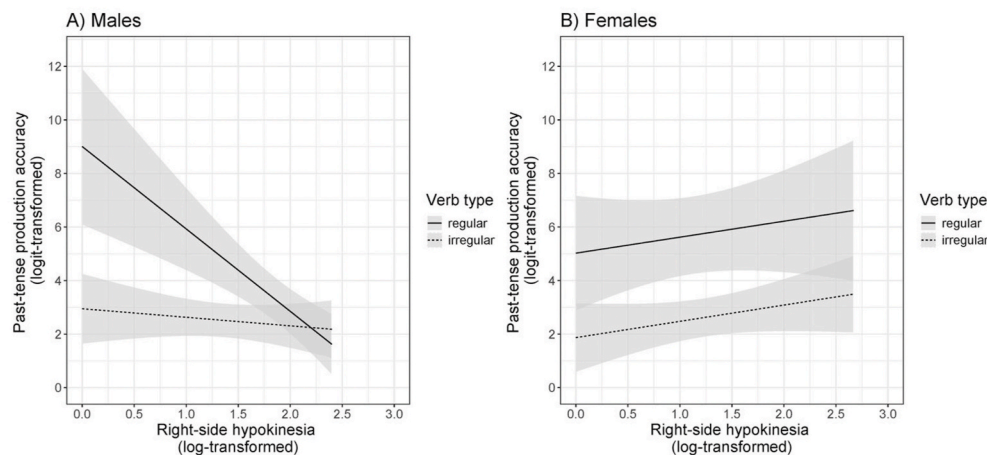 A) Males
Past-tense production accuracy
(logit-transformed)
12
10
8
6
4
2
0
0.0 0.5 1.0 1.5 2.0 2.5 3.0
Right-side hypokinesia
(log-transformed)
Verb type
regular
irregular
B) Females
Past-tense production accuracy
(logit-transformed)
12
10
8
6
4
2
0
0.0 0.5 1.0 1.5 2.0 2.5 3.0
Right-side hypokinesia
(log-transformed)
Verb type
regular
irregular